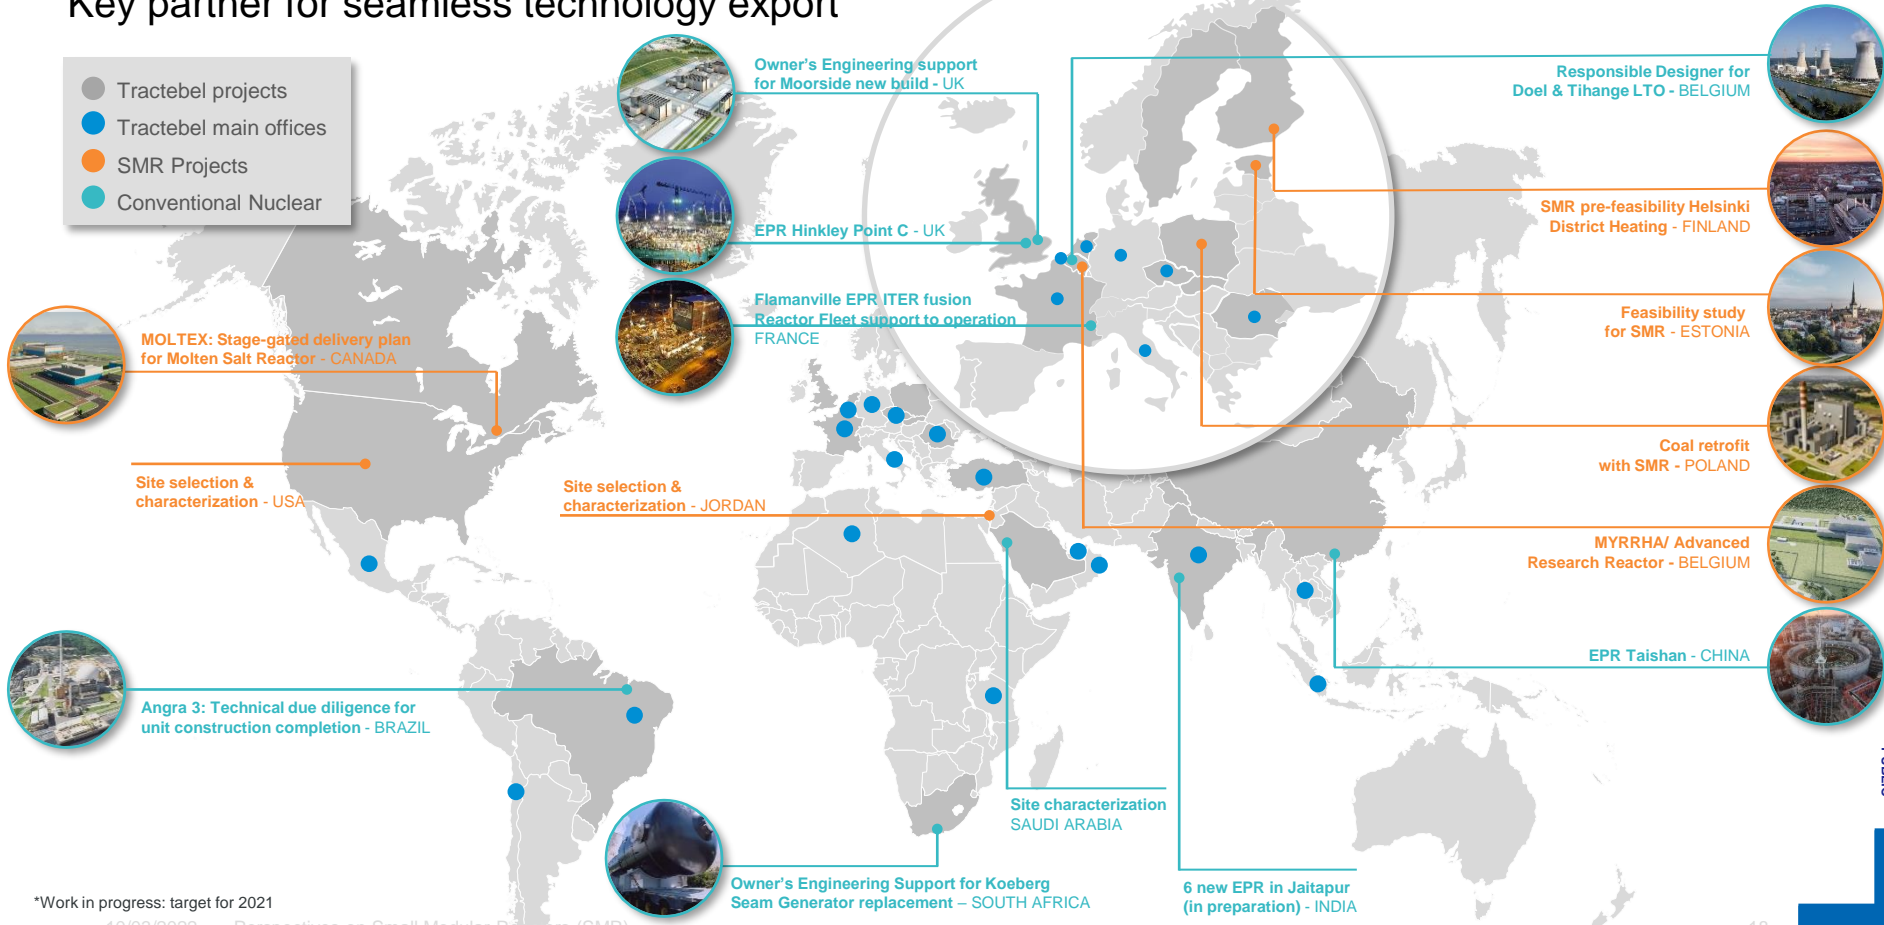 Key partner for seamless technology export
Tractebel projects
Tractebel main offices
SMR Projects
Conventional Nuclear
Owner's Engineering support
for Moorside new build - UK
EPR Hinkley Point C - UK
Flamanville EPR ITER fusion
Reactor Fleet support to operation
FRANCE
Responsible Designer for
Doel & Tihange LTO - BELGIUM
SMR pre-feasibility Helsinki
District Heating - FINLAND
Feasibility study
for SMR - ESTONIA
Coal retrofit
with SMR - POLAND
MYRRHA/ Advanced
Research Reactor - BELGIUM
EPR Taishan - CHINA
MOLTEX: Stage-gated delivery plan
for Molten Salt Reactor - CANADA
Site selection &
characterization - USA
Site selection &
characterization - JORDAN
Angra 3: Technical due diligence for
unit construction completion - BRAZIL
Site characterization
SAUDI ARABIA
Owner's Engineering Support for Koeberg
Seam Generator replacement – SOUTH AFRICA
6 new EPR in Jaitapur
(in preparation) - INDIA
*Work in progress: target for 2021
Perspectives on Small Modular Reactors (SMR)